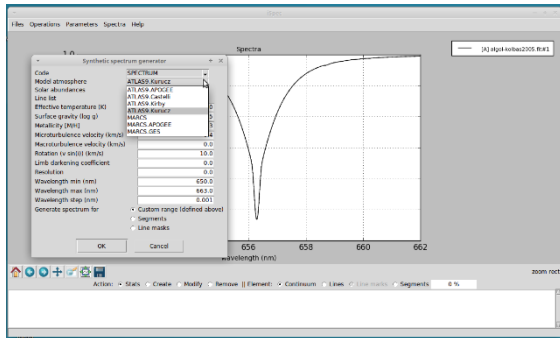 Files Operations Parameters Spectra Help
Spectra
[A] algol-kolbas2005.fit#1
1.0
Synthetic spectrum generator
Code SPECTRUM
Model atmosphere ATLAS9.Kurucz
Solar abundances
ATLAS9.APOGEE
Line list
ATLAS9.Castelli
ATLAS9.Kirby
Effective temperature (K)
ATLAS9.Kurucz
Surface gravity (log g)
MARCS
Metallicity [M/H]
MARCS.APOGEE
Microturbulence velocity (km/s)
MARCS.GES
Macroturbulence velocity (km/s) 0.0
Rotation (v sin(i)) (km/s) 10.0
Limb darkening coefficient 0.0
Resolution 0.0
Wavelength min (nm) 650.0
Wavelength max (nm) 663.0
Wavelength step (nm) 0.001
Generate spectrum for Custom range (defined above)
Segments
Line masks
OK Cancel
656 658 660 662
wavelength (nm)
zoom rect
Action: Stats Create Modify Remove || Element: Continuum Lines Line marks Segments 0 %